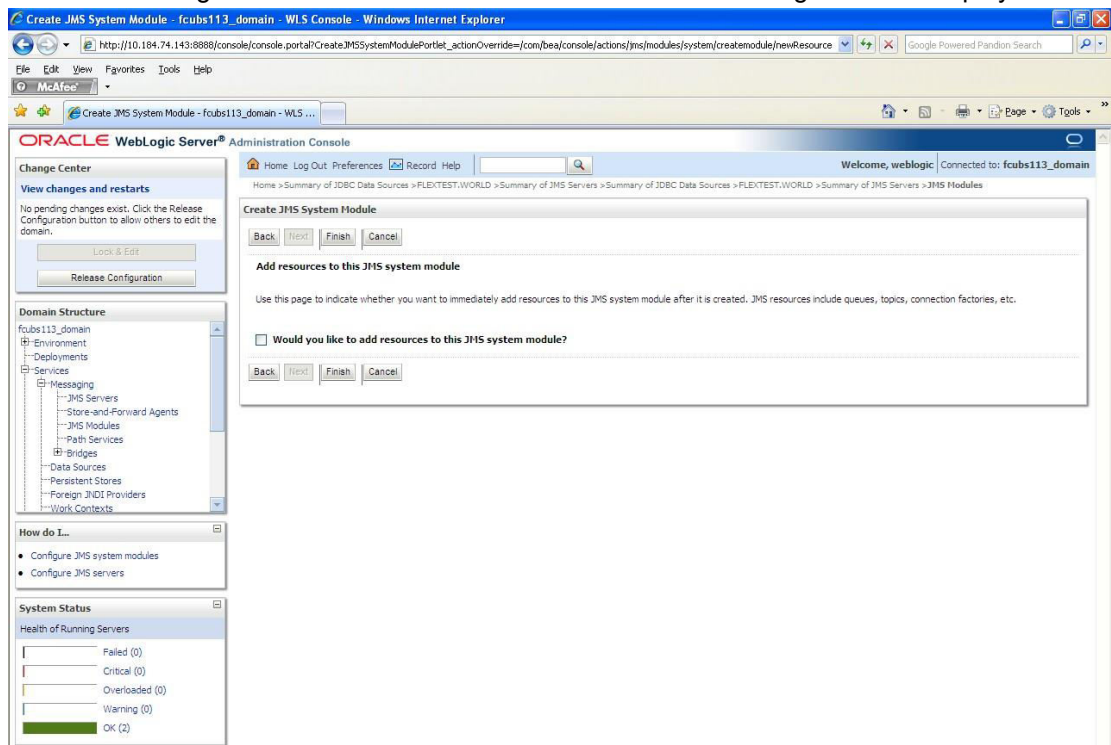 Create JMS System Module - fcubs113_domain - WLS Console - Windows Internet Explorer
http://10.184.74.143:8888/console/console.portal?CreateJMSSystemModulePortlet_actionOverride=/com/bea/console/actions/jms/modules/system/createmodule/newResource
Google Powered Pandion Search
File Edit View Favorites Tools Help
McAfee
Create JMS System Module - fcubs113_domain - WLS ...
Page Tools
ORACLE WebLogic Server® Administration Console
Change Center
View changes and restarts
No pending changes exist. Click the Release
Configuration button to allow others to edit the
domain.
Lock & Edit
Release Configuration
Domain Structure
fcubs113_domain
Environment
Deployments
Services
Messaging
JMS Servers
Store-and-Forward Agents
JMS Modules
Path Services
Bridges
Data Sources
Persistent Stores
Foreign JNDI Providers
Work Contexts
How do I...
Configure JMS system modules
Configure JMS servers
System Status
Health of Running Servers
Failed (0)
Critical (0)
Overloaded (0)
Warning (0)
OK (2)
Home Log Out Preferences Record Help
Welcome, weblogic Connected to: fcubs113_domain
Home >Summary of JDBC Data Sources >FLEXTEST.WORLD >Summary of JMS Servers >Summary of JDBC Data Sources >FLEXTEST.WORLD >Summary of JMS Servers >JMS Modules
Create JMS System Module
Back Next Finish Cancel
Add resources to this JMS system module
Use this page to indicate whether you want to immediately add resources to this JMS system module after it is created. JMS resources include queues, topics, connection factories, etc.
Would you like to add resources to this JMS system module?
Back Next Finish Cancel